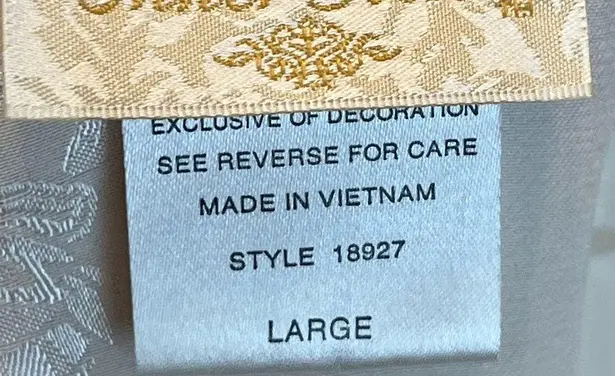 EXCLUSIVE OF DECORATION
SEE REVERSE FOR CARE
MADE IN VIETNAM
STYLE 18927
LARGE